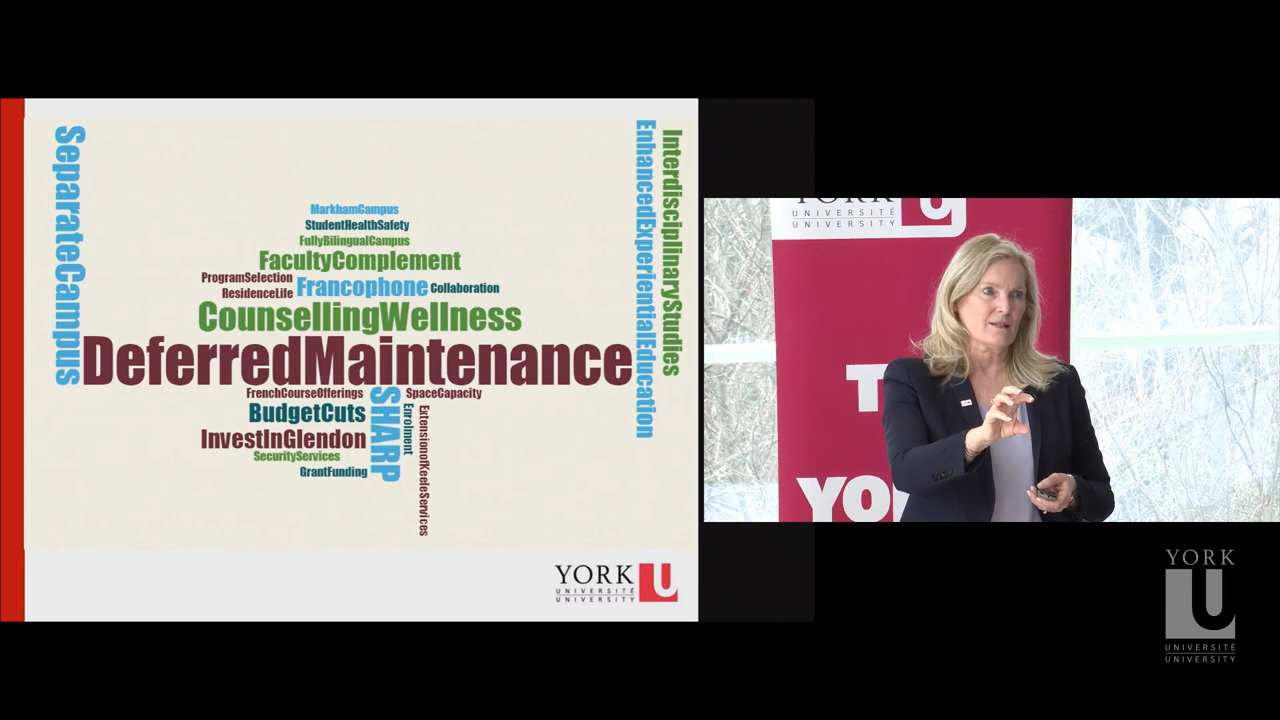 SeparateCampus
EnhancedExperientialEducation
InterdisciplinaryStudies
MarkhamCampus
StudentHealthSafety
FullyBilingualCampus
FacultyComplement
ProgramSelection
ResidenceLife
Francophone
Collaboration
CounsellingWellness
DeferredMaintenance
FrenchCourseOfferings
SHARP
SpaceCapacity
BudgetCuts
Enrolment
ExtensionofKeeleServices
InvestInGlendon
SecurityServices
GrantFunding
YORK U
UNIVERSITÉ
UNIVERSITY
YORK U
UNIVERSITÉ
UNIVERSITY
T
YO
YORK
U
UNIVERSITÉ
UNIVERSITY